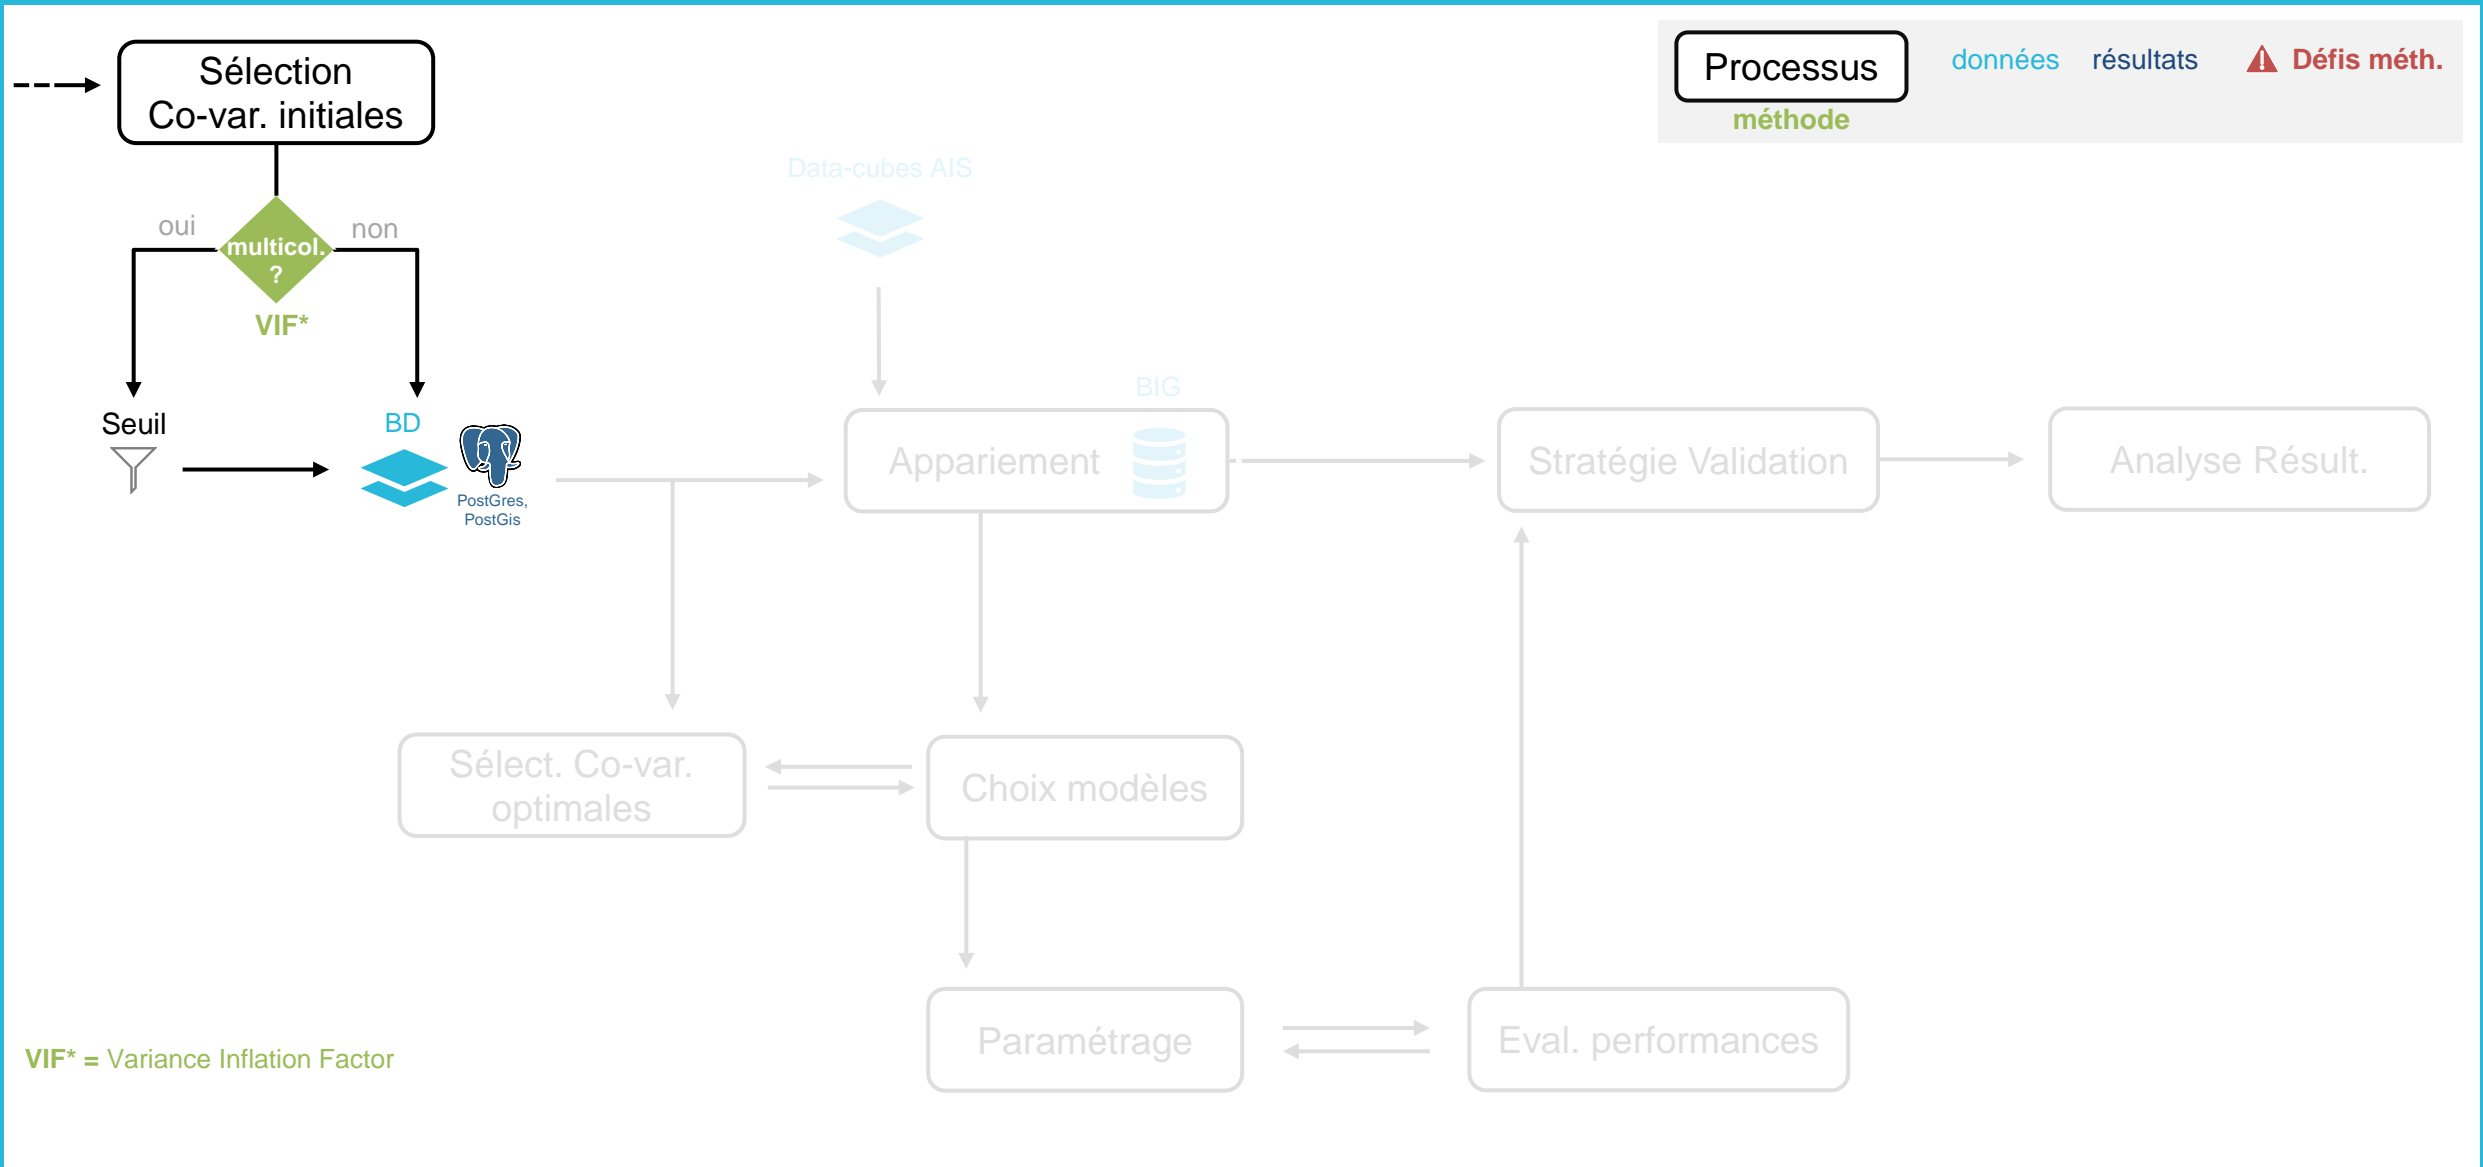 Sélection
Co-var. initiales
Processus
méthode
données
résultats
Défis méth.
oui
non
multicol.
?
VIF*
Data-cubes AIS
Seuil
BD
PostGres,
PostGis
BIG
Appariement
Stratégie Validation
Analyse Résult.
Sélect. Co-var.
optimales
Choix modèles
Paramétrage
Eval. performances
VIF* = Variance Inflation Factor